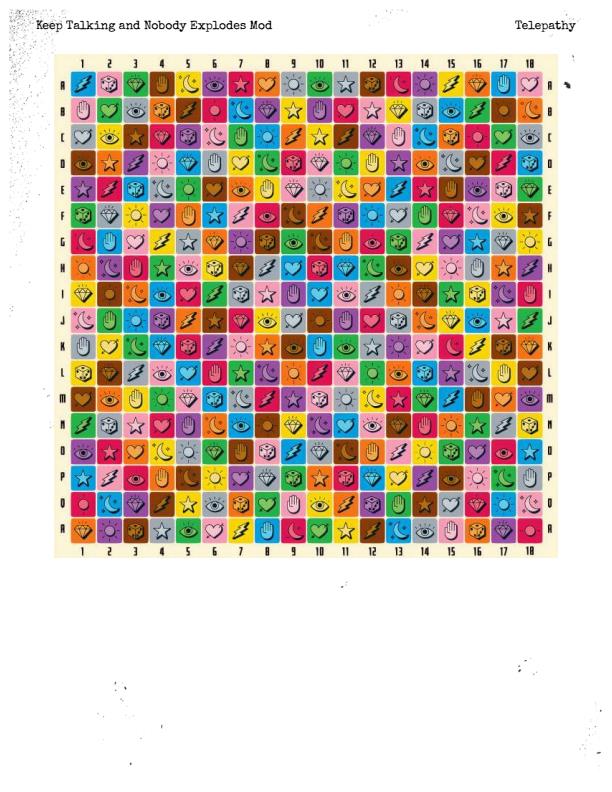 Keep Talking and Nobody Explodes Mod Telepathy
1 2 3 4 5 6 7 8 9 10 11 12 13 14 15 16 17 18
A A
B B
C C
D D
E E
F F
G G
H H
I I
J J
K K
L L
M M
N N
O O
P P
Q Q
R R
1 2 3 4 5 6 7 8 9 10 11 12 13 14 15 16 17 18